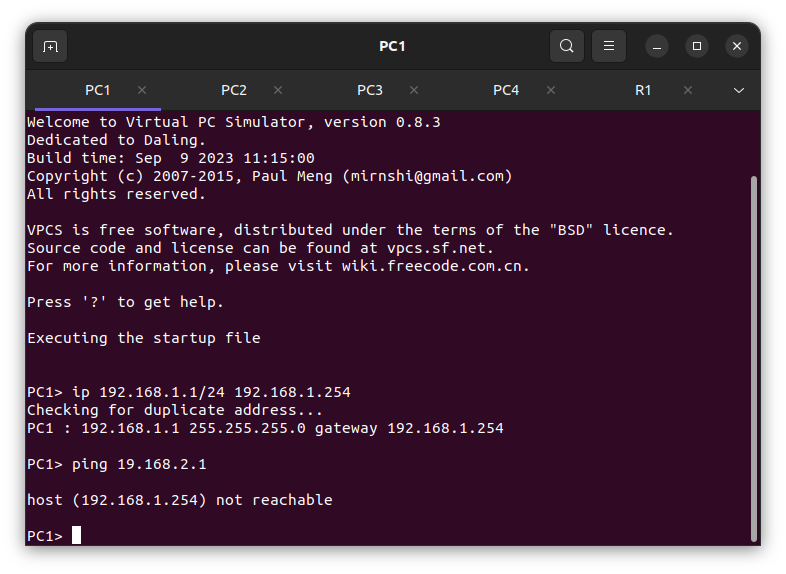 PC1
PC1 PC2 PC3 PC4 R1
Welcome to Virtual PC Simulator, version 0.8.3
Dedicated to Daling.
Build time: Sep  9 2023 11:15:00
Copyright (c) 2007-2015, Paul Meng (mirnshi@gmail.com)
All rights reserved.
VPCS is free software, distributed under the terms of the "BSD" licence.
Source code and license can be found at vpcs.sf.net.
For more information, please visit wiki.freecode.com.cn.
Press '?' to get help.
Executing the startup file
PC1> ip 192.168.1.1/24 192.168.1.254
Checking for duplicate address...
PC1 : 192.168.1.1 255.255.255.0 gateway 192.168.1.254
PC1> ping 19.168.2.1
host (192.168.1.254) not reachable
PC1>